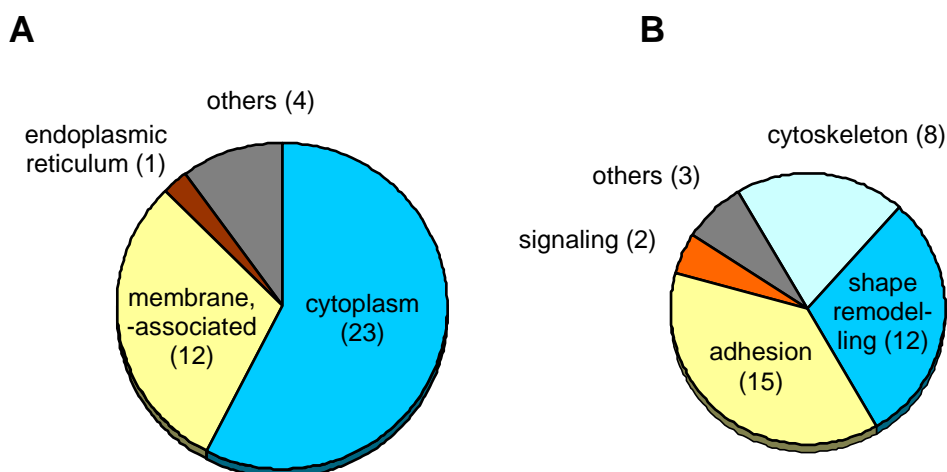 A
others (4)
endoplasmic
reticulum (1)
membrane,
-associated
(12)
cytoplasm
(23)
B
cytoskeleton (8)
others (3)
signaling (2)
shape
remodel-
ling (12)
adhesion
(15)